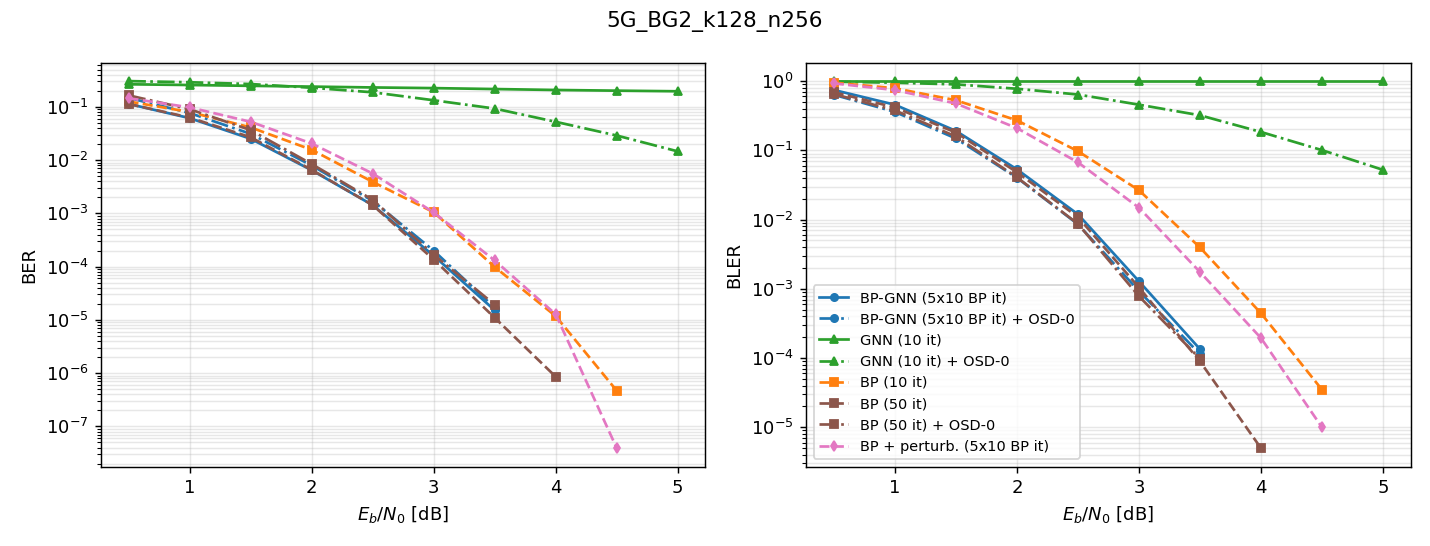 5G_BG2_k128_n256
BER
10⁻¹
10⁻²
10⁻³
10⁻⁴
10⁻⁵
10⁻⁶
10⁻⁷
1 2 3 4 5
E_b/N_0 [dB]
BLER
10⁰
10⁻¹
10⁻²
10⁻³
10⁻⁴
10⁻⁵
BP-GNN (5x10 BP it)
BP-GNN (5x10 BP it) + OSD-0
GNN (10 it)
GNN (10 it) + OSD-0
BP (10 it)
BP (50 it)
BP (50 it) + OSD-0
BP + perturb. (5x10 BP it)
1 2 3 4 5
E_b/N_0 [dB]